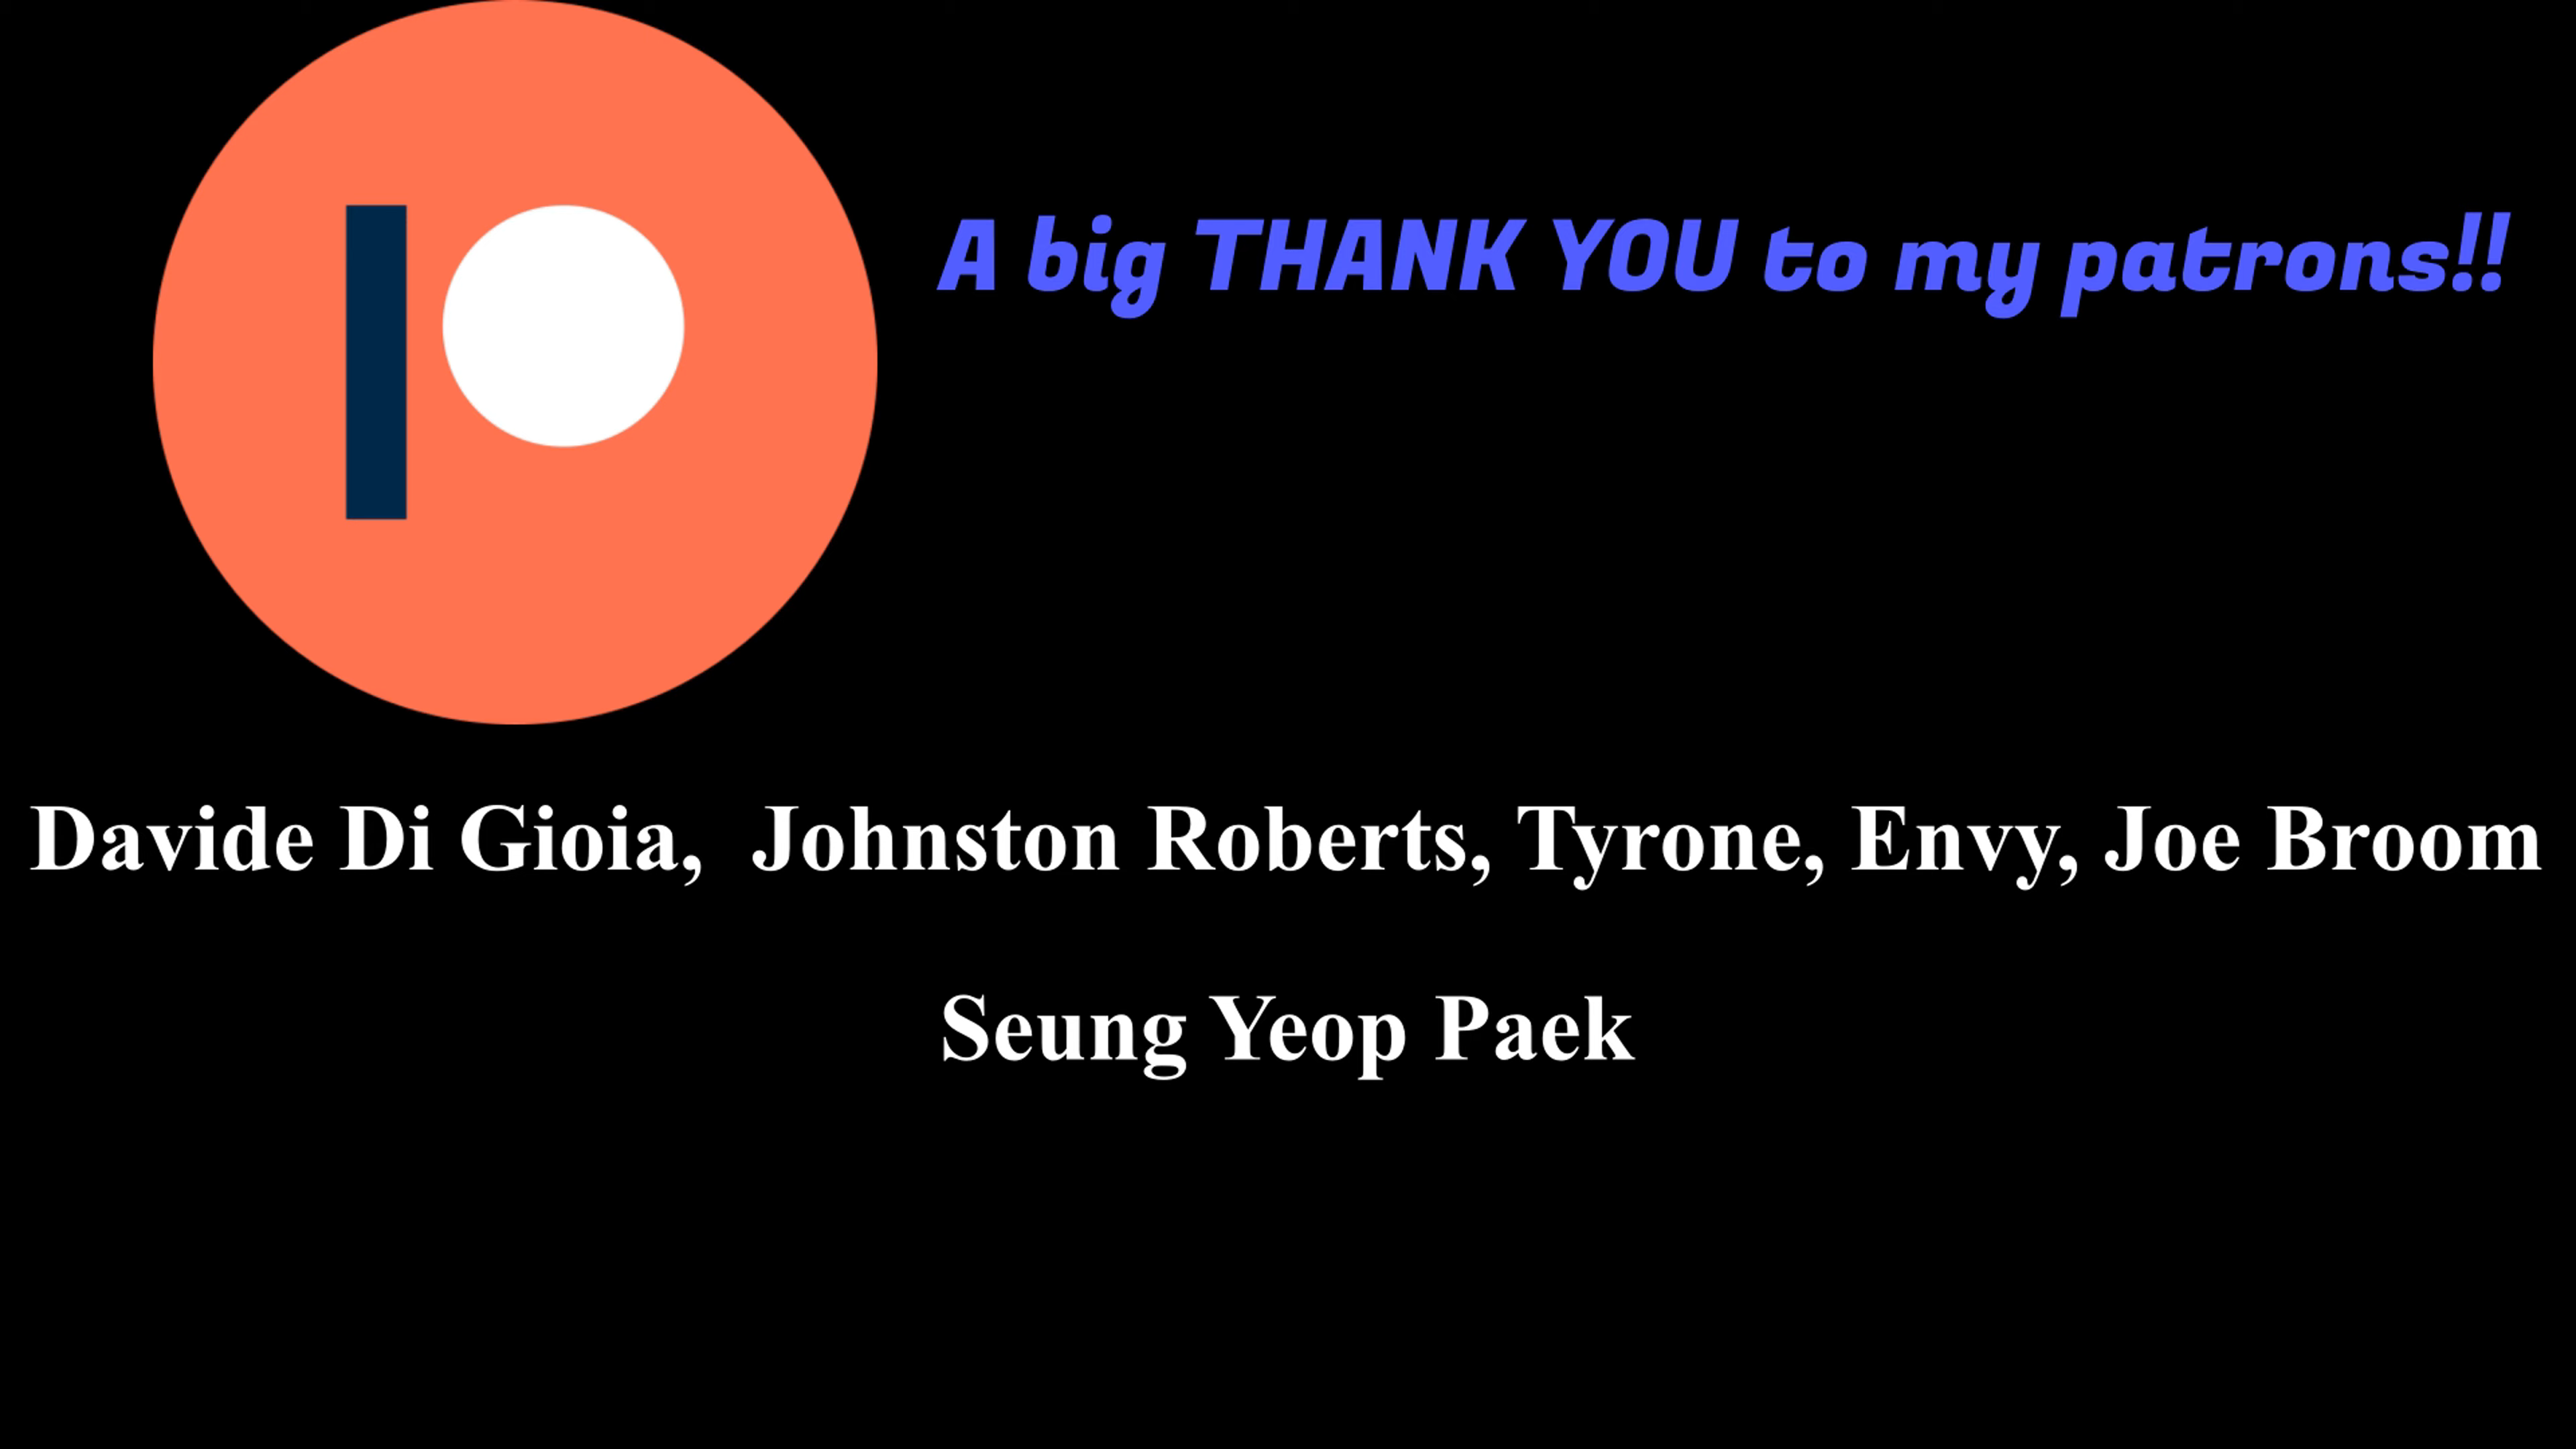 A big THANK YOU to my patrons!!
Davide Di Gioia,  Johnston Roberts, Tyrone, Envy, Joe Broom
Seung Yeop Paek